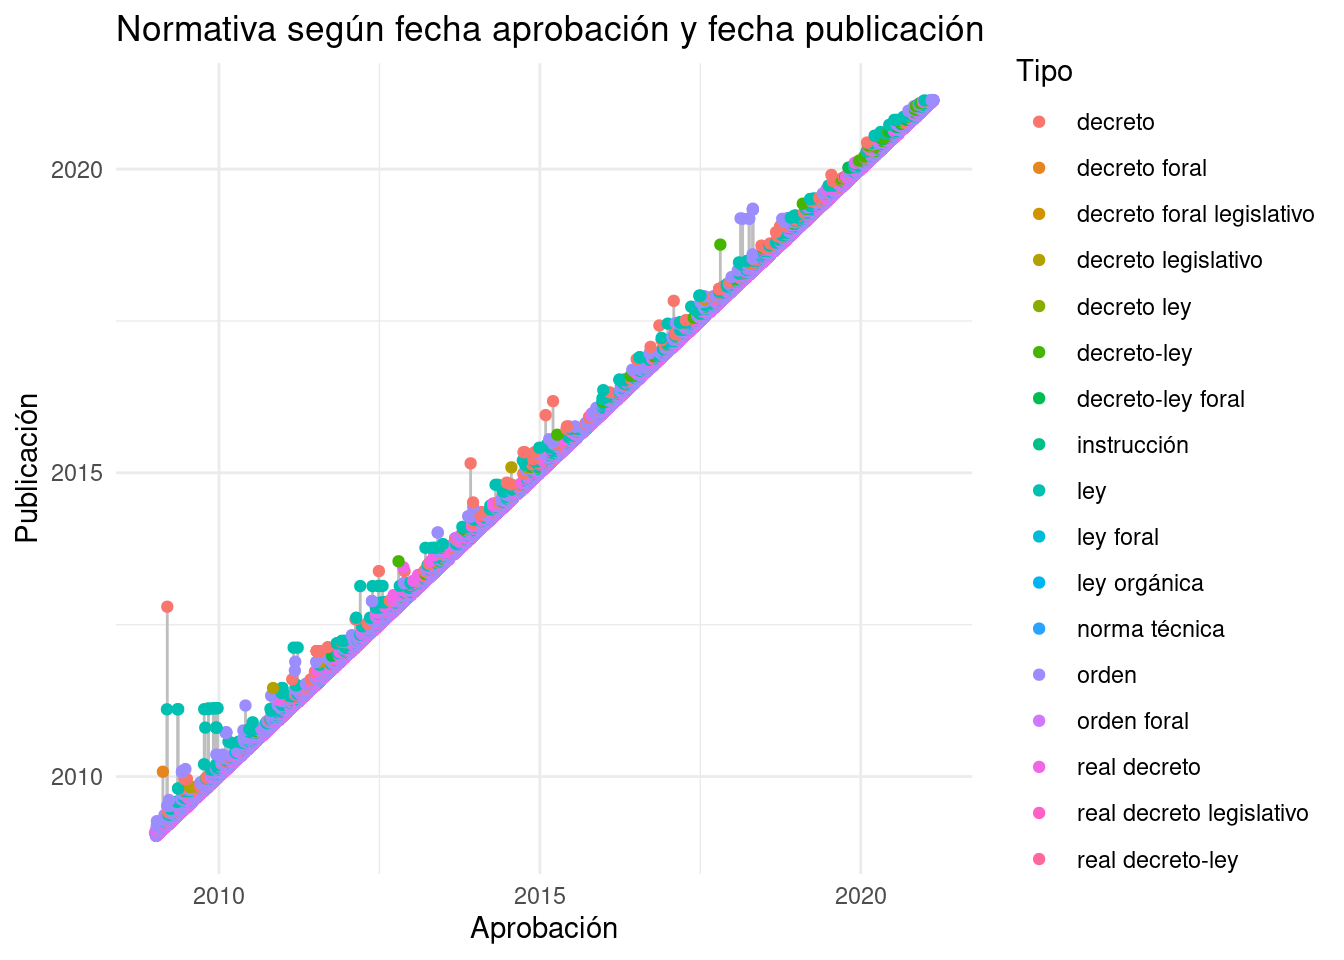 Normativa según fecha aprobación y fecha publicación
Tipo
decreto
decreto foral
decreto foral legislativo
decreto legislativo
decreto ley
decreto-ley
decreto-ley foral
instrucción
ley
ley foral
ley orgánica
norma técnica
orden
orden foral
real decreto
real decreto legislativo
real decreto-ley
Publicación
2020
2015
2010
2010 2015 2020
Aprobación